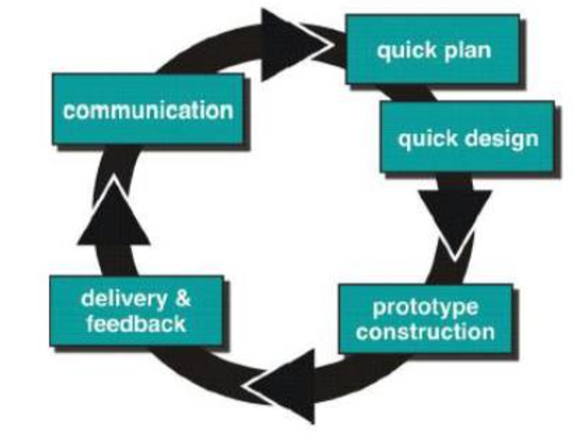 communication
quick plan
quick design
prototype
construction
delivery &
feedback